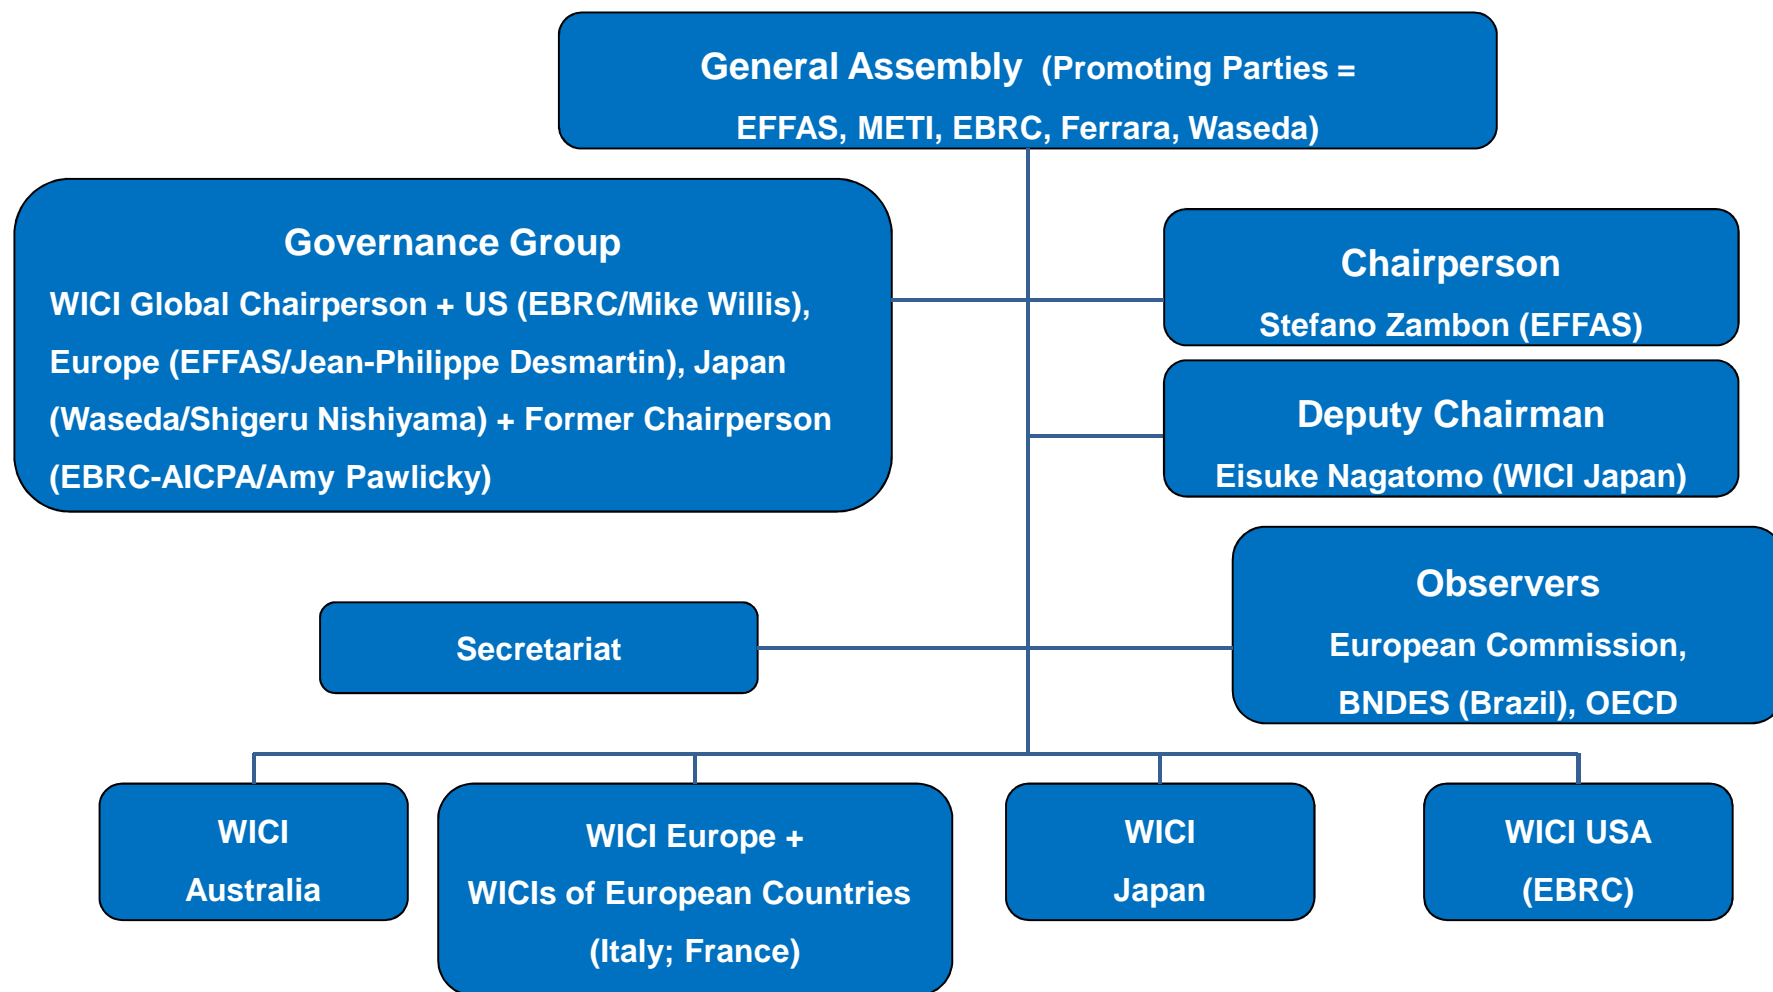 General Assembly (Promoting Parties =
EFFAS, METI, EBRC, Ferrara, Waseda)
Governance Group
WICI Global Chairperson + US (EBRC/Mike Willis),
Europe (EFFAS/Jean-Philippe Desmartin), Japan
(Waseda/Shigeru Nishiyama) + Former Chairperson
(EBRC-AICPA/Amy Pawlicky)
Chairperson
Stefano Zambon (EFFAS)
Deputy Chairman
Eisuke Nagatomo (WICI Japan)
Observers
European Commission,
BNDES (Brazil), OECD
Secretariat
WICI
Australia
WICI Europe +
WICIs of European Countries
(Italy; France)
WICI
Japan
WICI USA
(EBRC)